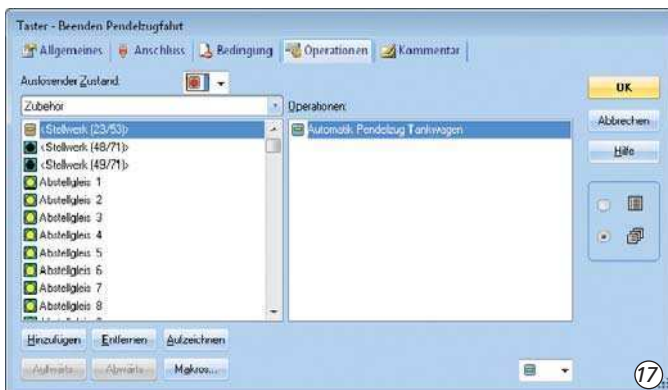 Taster - Beenden Pendelzugfahrt
Allgemeines Anschluss Bedingung Operationen Kommentar
Auslösender Zustand:
Zubehör
Operationen:
<Stellwerk (23/53)>
<Stellwerk (48/71)>
<Stellwerk (49/71)>
Abstellgleis 1
Abstellgleis 2
Abstellgleis 3
Abstellgleis 4
Abstellgleis 5
Abstellgleis 6
Abstellgleis 7
Abstellgleis 8
Automatik Pendelzug Tankwagen
OK
Abbrechen
Hilfe
Hinzufügen Entfernen Aufzeichnen
Aufwärts Abwärts Makros...
17